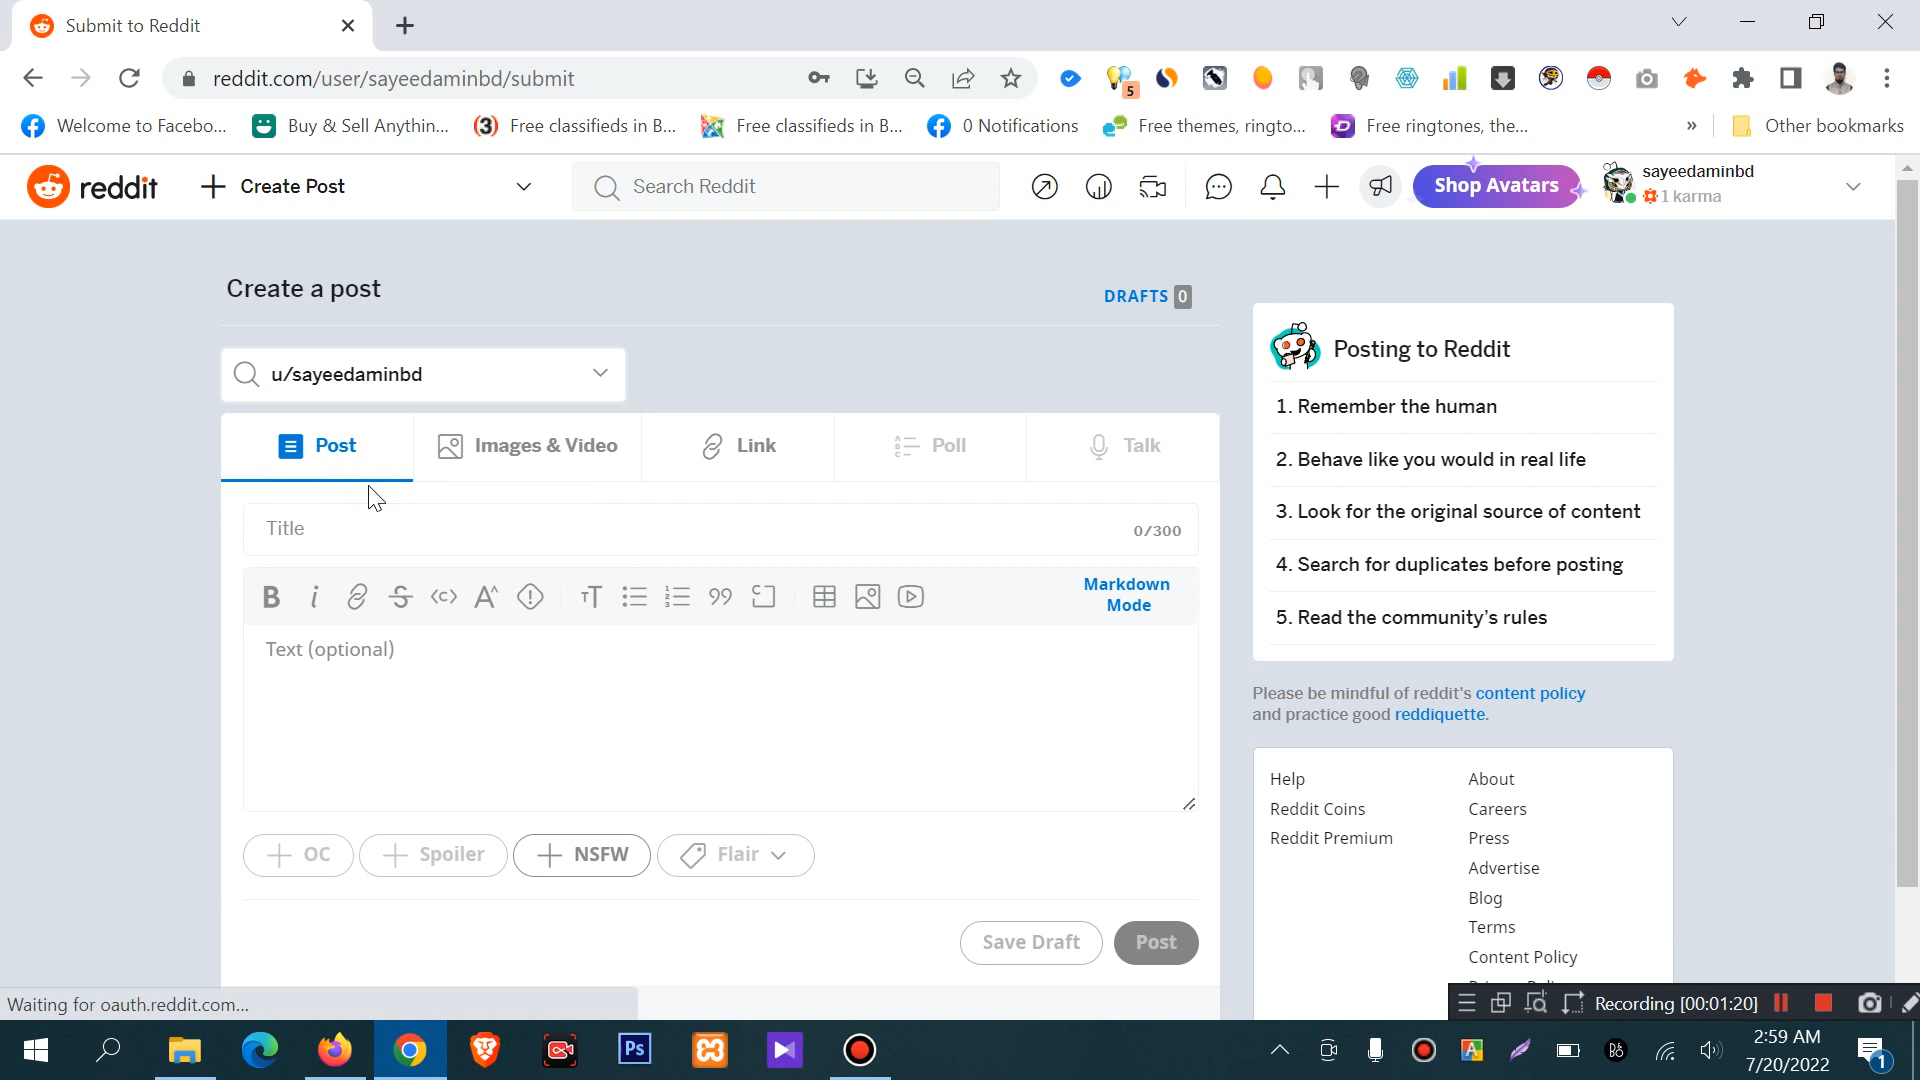 Submit to Reddit
reddit.com/user/sayeedaminbd/submit
5
Welcome to Facebo...
Buy & Sell Anythin...
Free classifieds in B...
Free classifieds in B...
0 Notifications
Free themes, ringto...
Free ringtones, the...
»
Other bookmarks
reddit
Create Post
Search Reddit
Shop Avatars
sayeedaminbd
1 karma
Create a post
DRAFTS 0
u/sayeedaminbd
Post
Images & Video
Link
Poll
Talk
Title
0/300
Markdown
Mode
Text (optional)
OC
Spoiler
NSFW
Flair
Save Draft
Post
Posting to Reddit
1. Remember the human
2. Behave like you would in real life
3. Look for the original source of content
4. Search for duplicates before posting
5. Read the community's rules
Please be mindful of reddit's content policy
and practice good reddiquette.
Help
Reddit Coins
Reddit Premium
About
Careers
Press
Advertise
Blog
Terms
Content Policy
Waiting for oauth.reddit.com...
Recording [00:01:20]
Ps
2:59 AM
7/20/2022
1